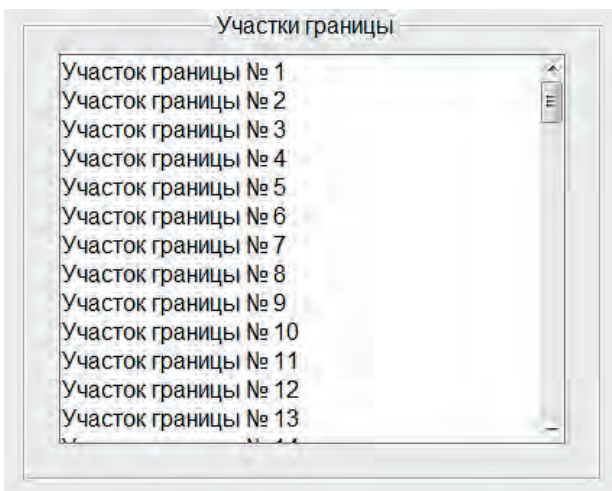 Участки границы
Участок границы № 1
Участок границы № 2
Участок границы № 3
Участок границы № 4
Участок границы № 5
Участок границы № 6
Участок границы № 7
Участок границы № 8
Участок границы № 9
Участок границы № 10
Участок границы № 11
Участок границы № 12
Участок границы № 13